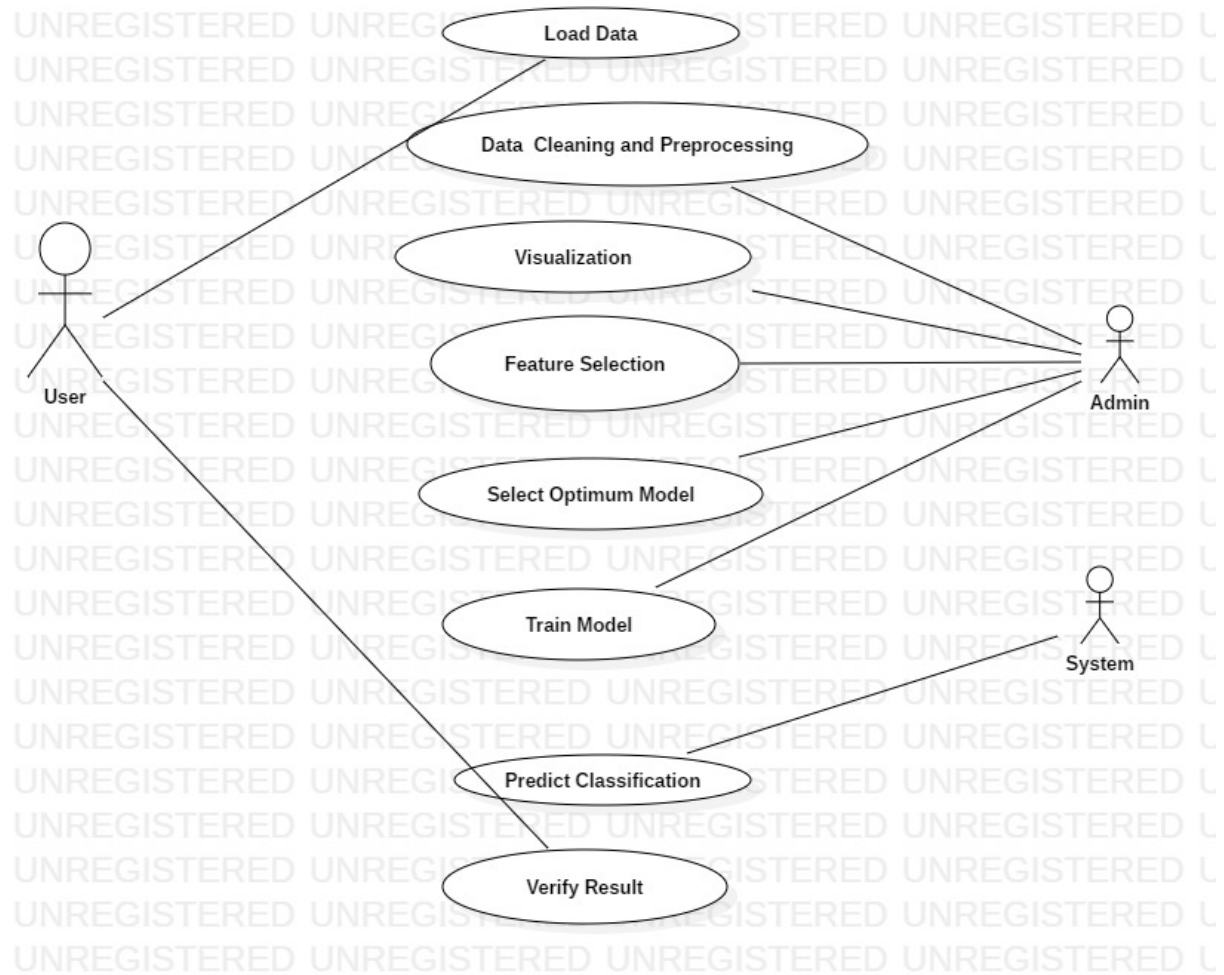 Load Data
Data Cleaning and Preprocessing
Visualization
Feature Selection
User
Admin
Select Optimum Model
Train Model
System
Predict Classification
Verify Result
UNREGISTERED